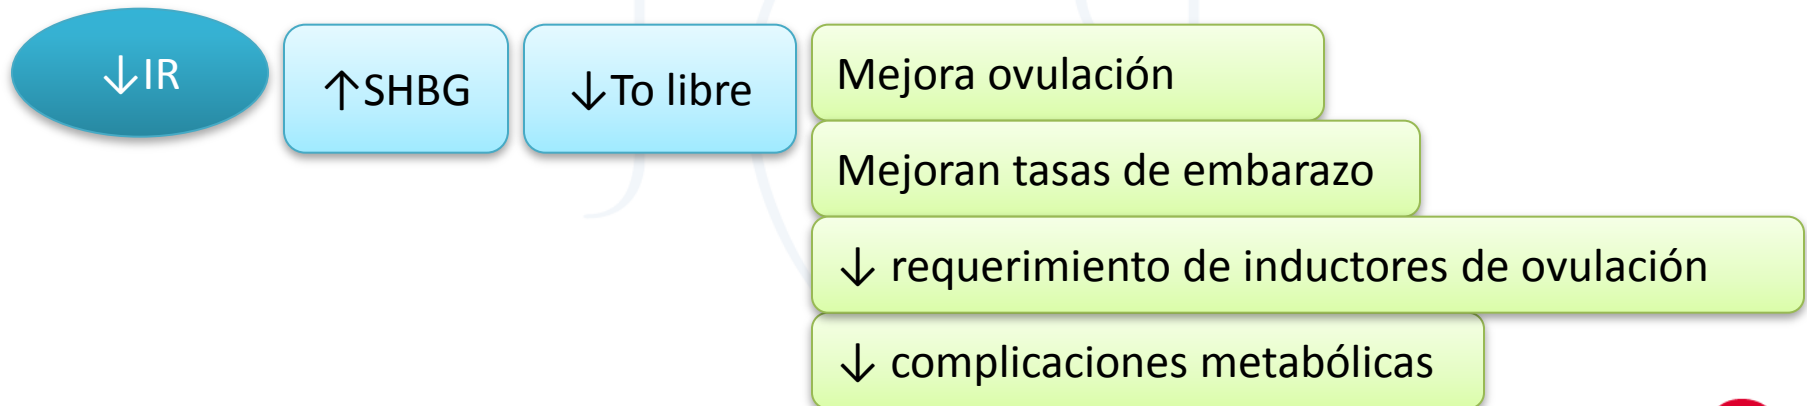 ↓IR
↑SHBG
↓To libre
Mejora ovulación
Mejoran tasas de embarazo
↓ requerimiento de inductores de ovulación
↓ complicaciones metabólicas